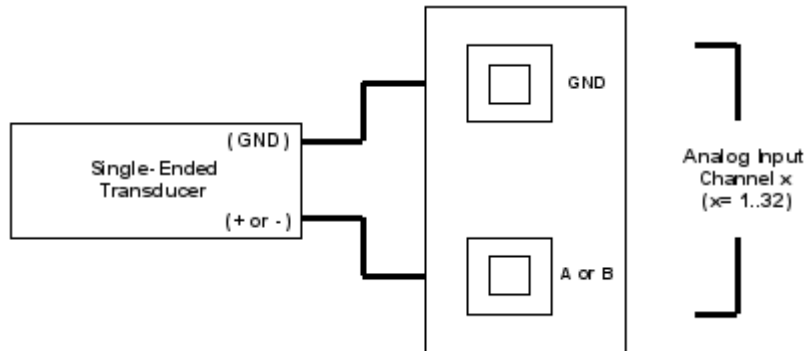 (GND)
Single-Ended
Transducer
(+ or -)
GND
A or B
Analog Input
Channel x
(x= 1..32)